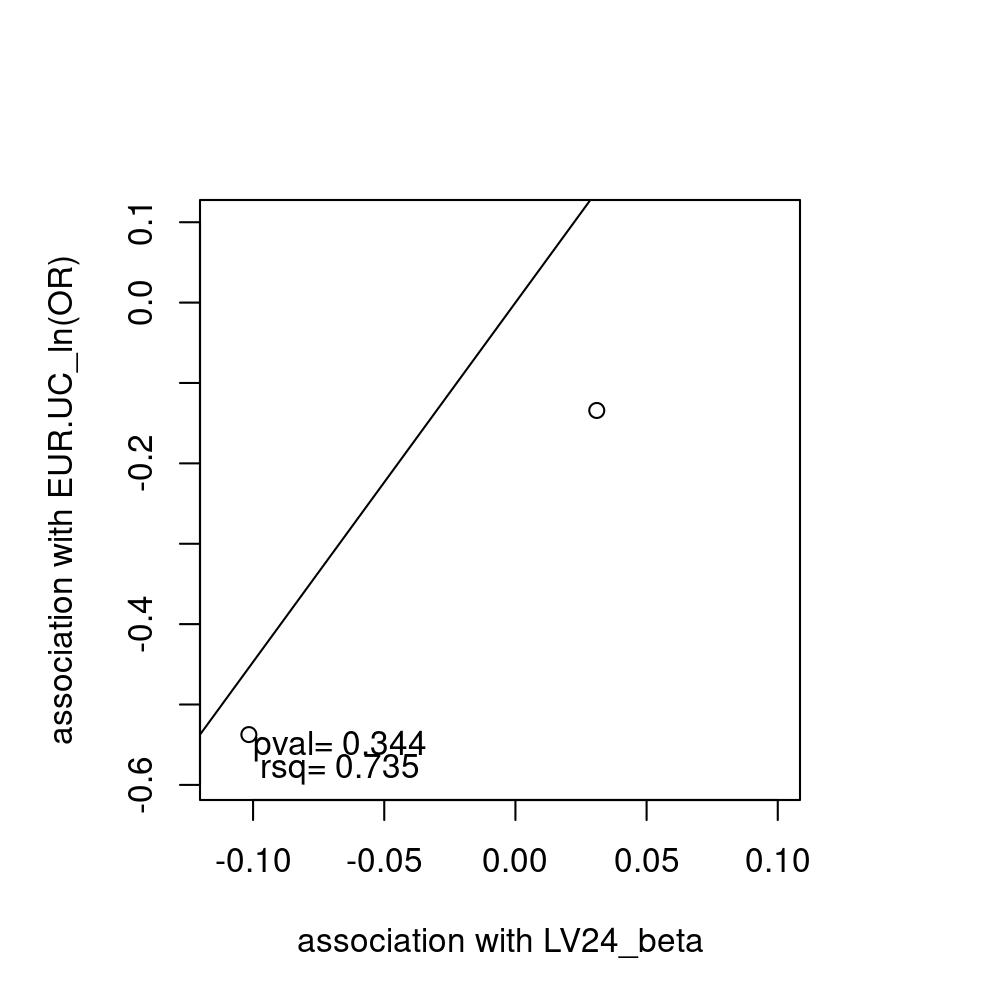 association with EUR.UC_ln(OR)
0.1
0.0
-0.2
-0.4
-0.6
pval= 0.344
rsq= 0.735
-0.10
-0.05
0.00
0.05
0.10
association with LV24_beta